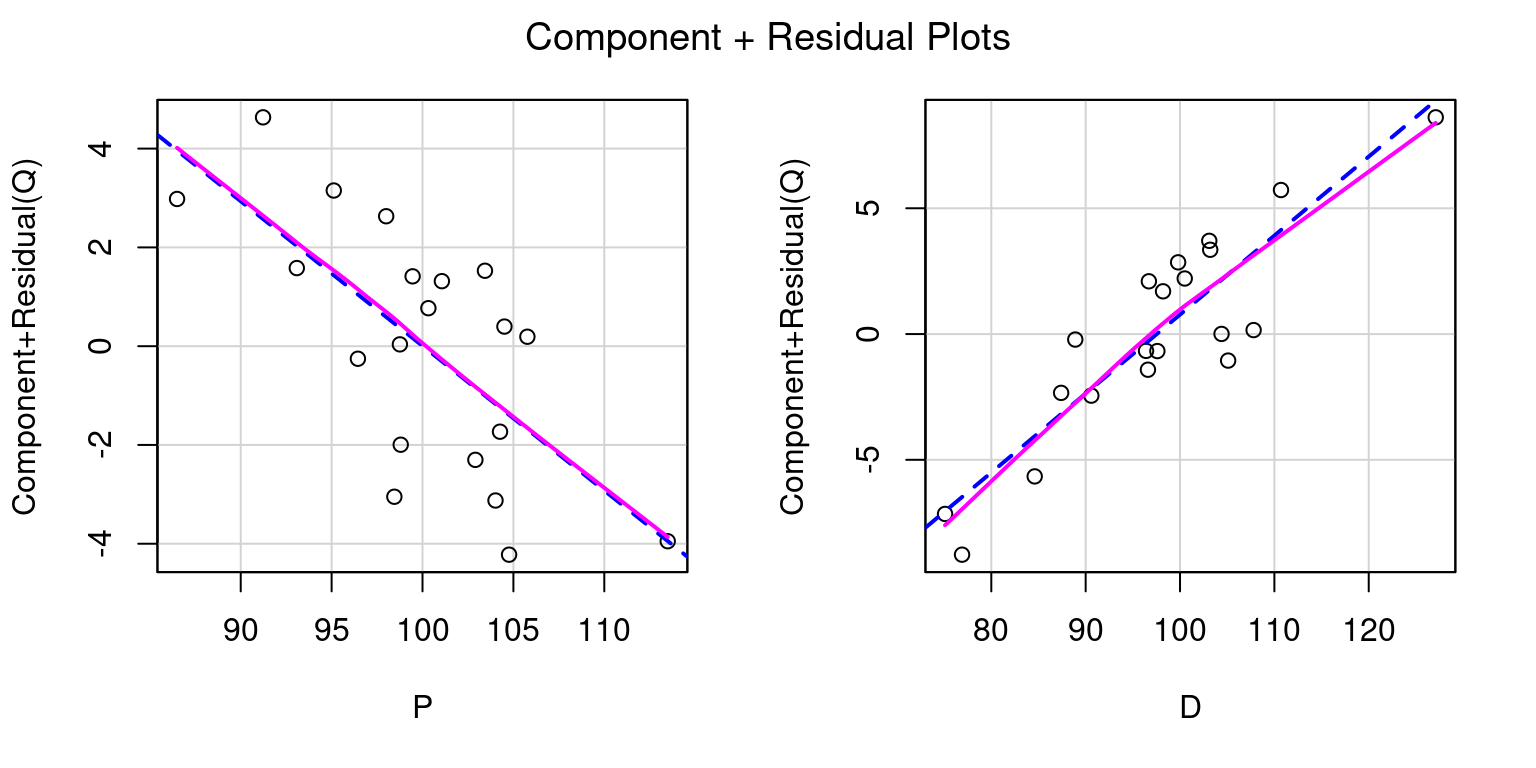 Component + Residual Plots
Component+Residual(Q)
4
2
0
-2
-4
90 95 100 105 110
P
Component+Residual(Q)
5
0
-5
80 90 100 110 120
D